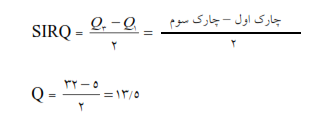 SIRQ = (Q۳ − Q۱) / ۲ = (چارک اول − چارک سوم) / ۲
Q = (۳۲ − ۵) / ۲ = ۱۳/۵